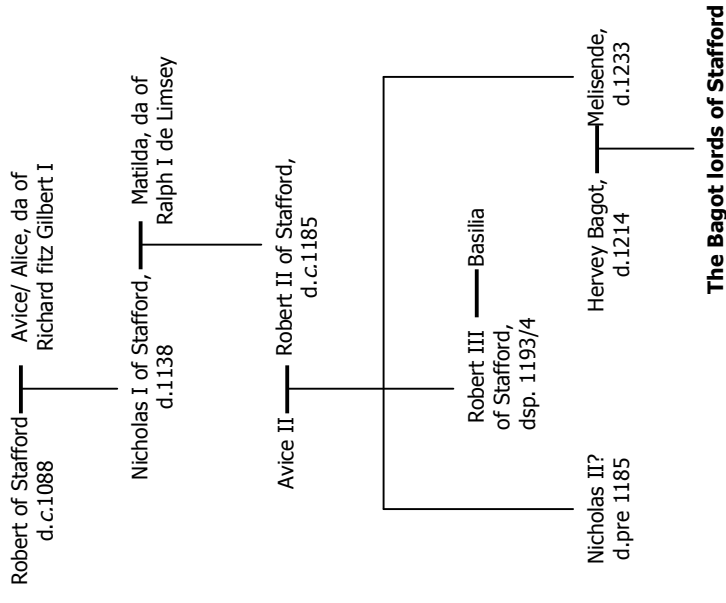 Robert of Stafford
d.c.1088
Avice/ Alice, da of
Richard fitz Gilbert I
Nicholas I of Stafford,
d.1138
Matilda, da of
Ralph I de Limsey
Avice II
Robert II of Stafford,
d.c.1185
Nicholas II?
d.pre 1185
Robert III
of Stafford,
dsp. 1193/4
Basilia
Hervey Bagot,
d.1214
Melisende,
d.1233
The Bagot lords of Stafford